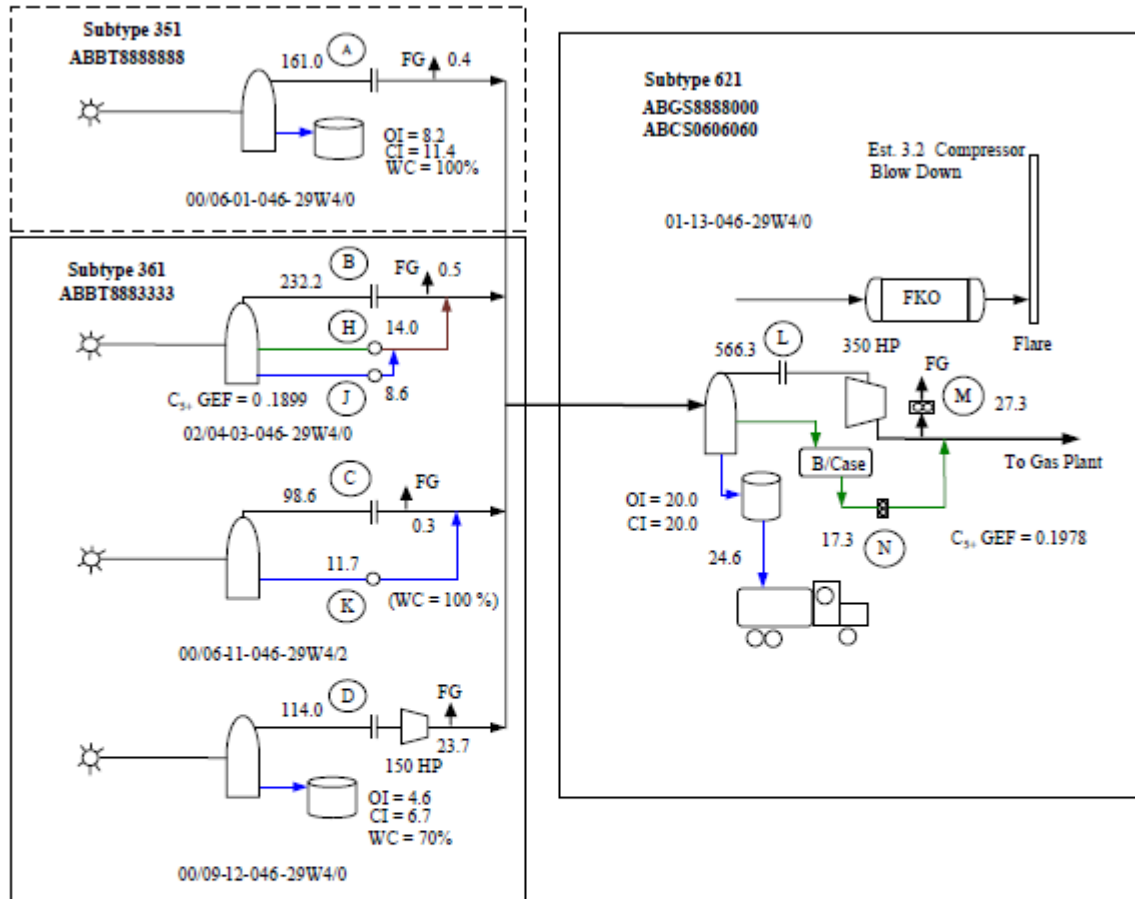 Subtype 351
ABBT8888888
161.0
A
FG
0.4
OI = 8.2
CI = 11.4
WC = 100%
00/06-01-046- 29W4/0
Subtype 361
ABBT8883333
232.2
B
FG
0.5
H
14.0
J
8.6
C5+ GEF = 0 .1899
02/04-03-046- 29W4/0
98.6
C
FG
0.3
11.7
K
(WC = 100 %)
00/06-11-046-29W4/2
114.0
D
FG
23.7
150 HP
OI = 4.6
CI = 6.7
WC = 70%
00/09-12-046-29W4/0
Subtype 621
ABGS8888000
ABCS0606060
Est. 3.2 Compressor
Blow Down
01-13-046-29W4/0
FKO
Flare
566.3
L
350 HP
FG
M
27.3
To Gas Plant
B/Case
OI = 20.0
CI = 20.0
17.3
N
C5+ GEF = 0.1978
24.6